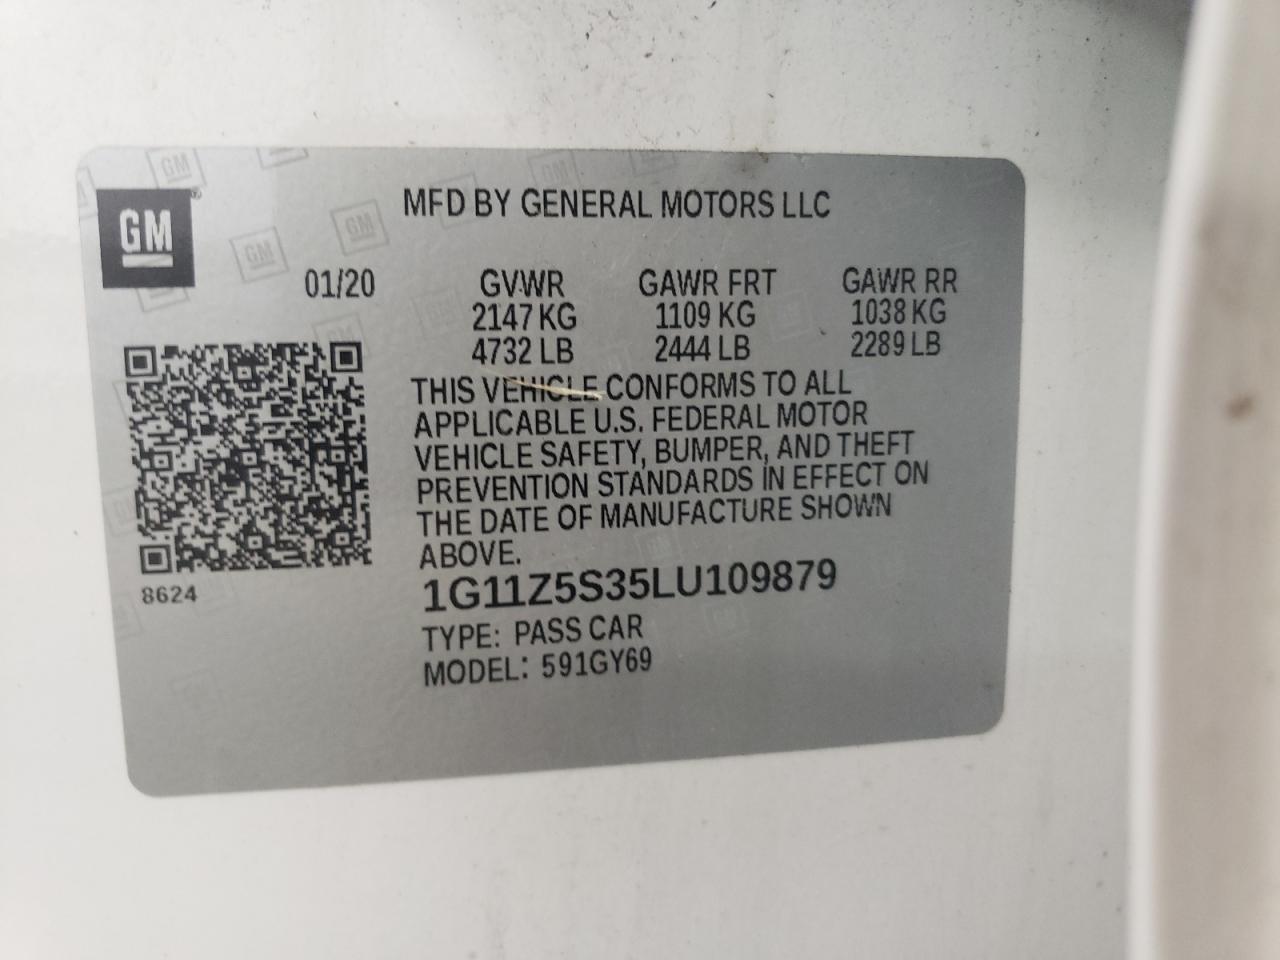 GM
MFD BY GENERAL MOTORS LLC
01/20 GVWR GAWR FRT GAWR RR
2147 KG 1109 KG 1038 KG
4732 LB 2444 LB 2289 LB
THIS VEHICLE CONFORMS TO ALL
APPLICABLE U.S. FEDERAL MOTOR
VEHICLE SAFETY, BUMPER, AND THEFT
PREVENTION STANDARDS IN EFFECT ON
THE DATE OF MANUFACTURE SHOWN
ABOVE.
8624
1G11Z5S35LU109879
TYPE: PASS CAR
MODEL: 591GY69